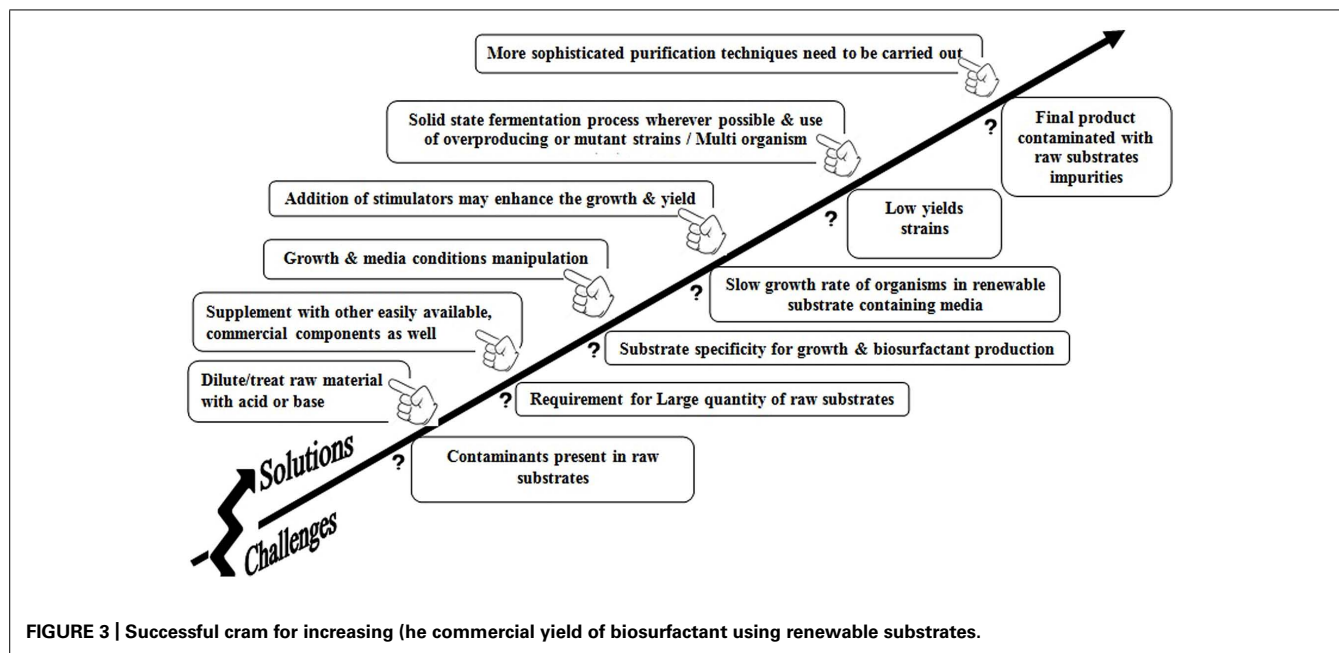 More sophisticated purification techniques need to be carried out
Solid state fermentation process wherever possible & use
of overproducing or mutant strains / Multi organism
Final product
contaminated with
raw substrates
impurities
?
Addition of stimulators may enhance the growth & yield
Low yields
strains
?
Growth & media conditions manipulation
Slow growth rate of organisms in renewable
substrate containing media
?
Supplement with other easily available,
commercial components as well
Substrate specificity for growth & biosurfactant production
?
Dilute/treat raw material
with acid or base
Requirement for Large quantity of raw substrates
?
Contaminants present in raw
substrates
?
Solutions
Challenges
FIGURE 3 | Successful cram for increasing (he commercial yield of biosurfactant using renewable substrates.